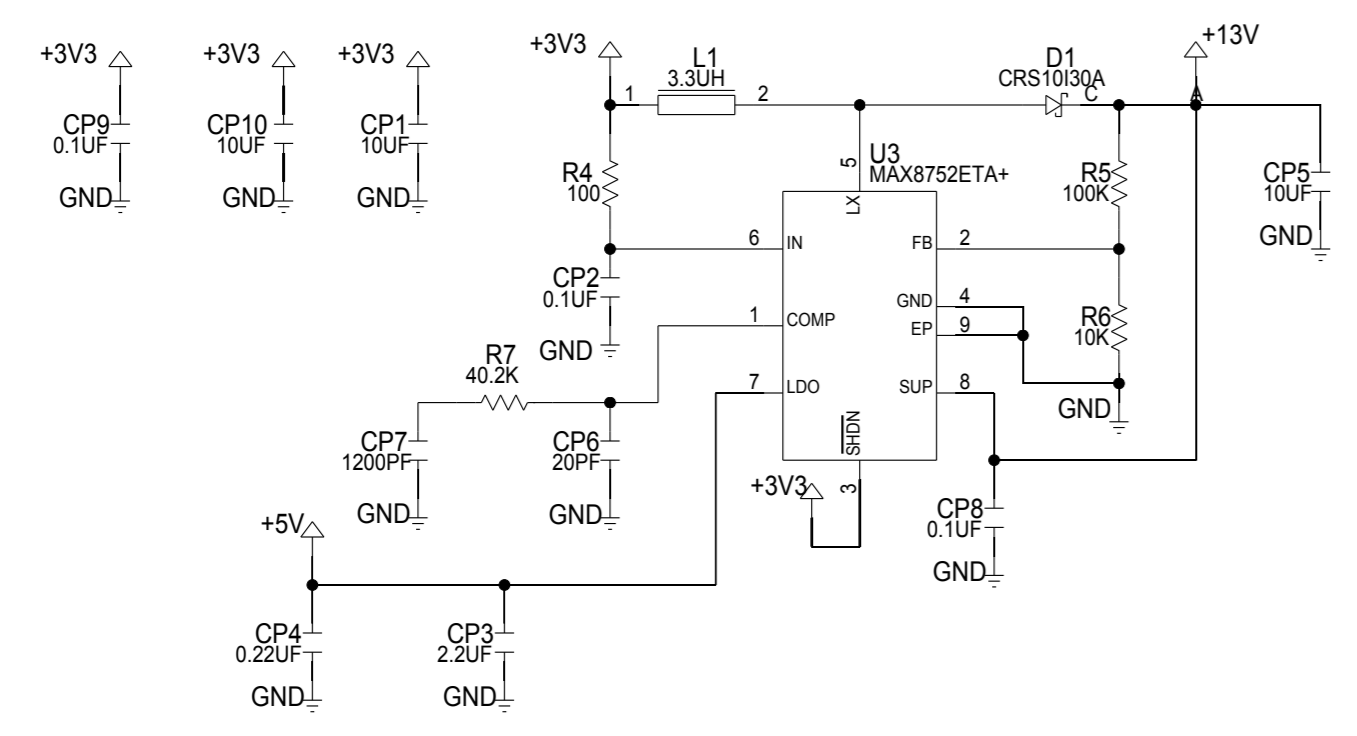 +3V3
CP9
0.1UF
GND
+3V3
CP10
10UF
GND
+3V3
CP1
10UF
GND
+3V3
1
L1
3.3UH
2
D1
CRS10I30A
C
A
+13V
R4
100
5
U3
MAX8752ETA+
LX
R5
100K
CP5
10UF
GND
6
IN
FB
2
CP2
0.1UF
GND
1
COMP
GND
4
EP
9
R6
10K
GND
R7
40.2K
7
LDO
SUP
8
CP7
1200PF
GND
CP6
20PF
GND
SHDN
+3V3
3
CP8
0.1UF
GND
+5V
CP4
0.22UF
GND
CP3
2.2UF
GND